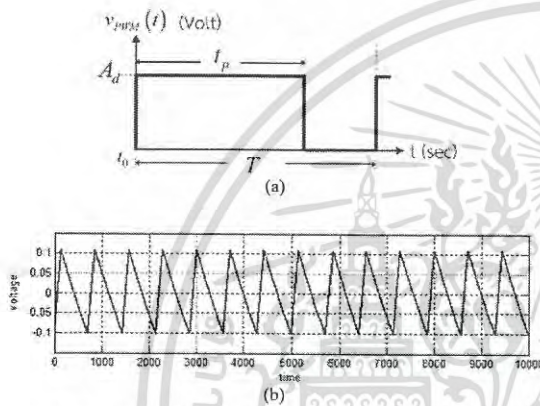 v_PWM (t) (Volt)
t_p
A_d
t_0
T
t (sec)
(a)
voltage
0.1
0.05
0
-0.05
-0.1
0 1000 2000 3000 4000 5000 6000 7000 8000 9000 10000
time
(b)